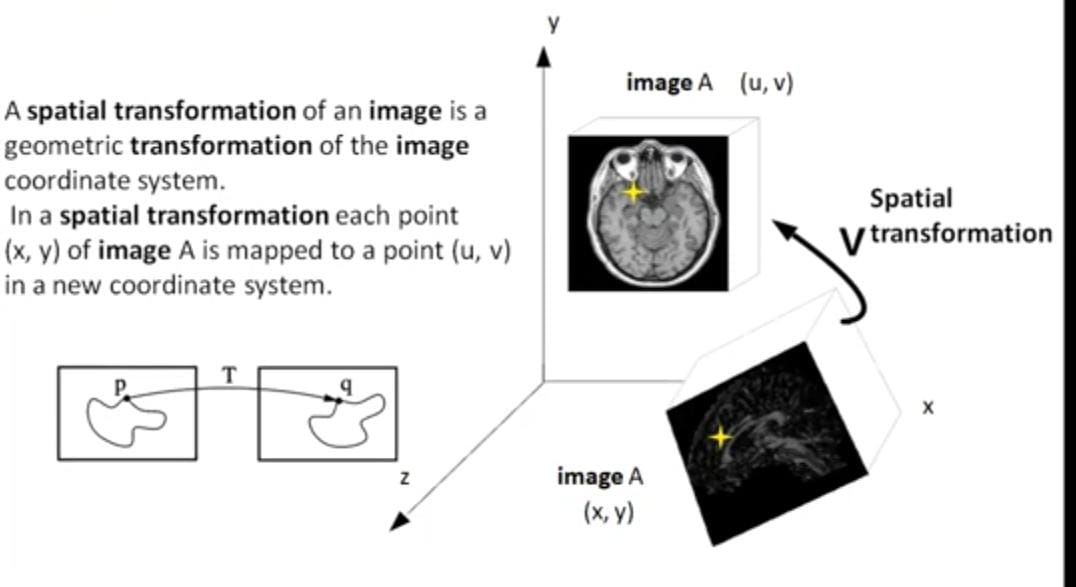 y
image A (u, v)
A spatial transformation of an image is a
geometric transformation of the image
coordinate system.
In a spatial transformation each point
(x, y) of image A is mapped to a point (u, v)
in a new coordinate system.
Spatial
V transformation
p
T
q
x
z
image A
(x, y)